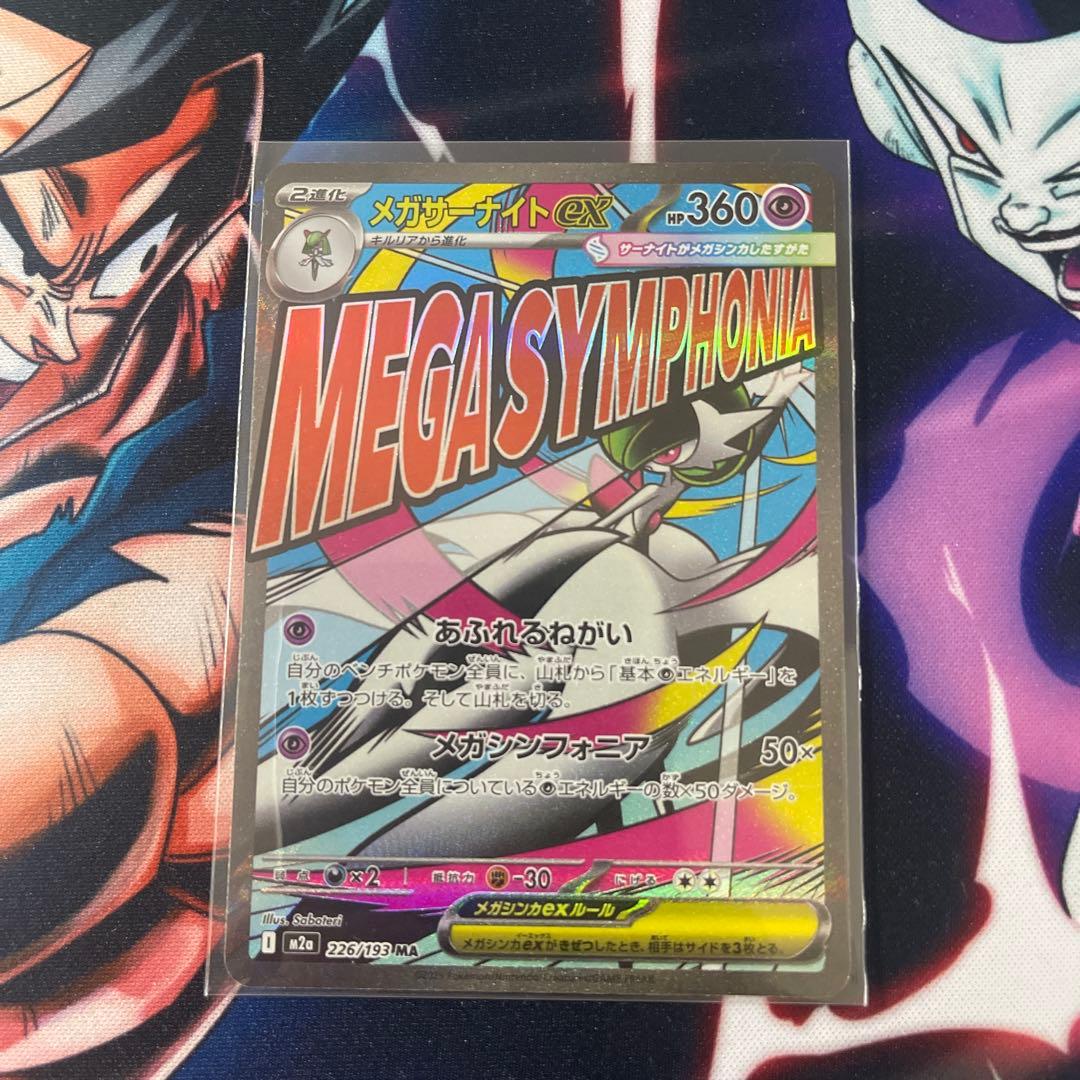 2進化
メガサーナイトex
HP360
キルリアから進化
サーナイトがメガシンカしたすがた
MEGASYMPHONIA
あふれるねがい
自分のベンチポケモン全員に、山札から「基本エネルギー」を
1枚ずつつける。そして山札を切る。
メガシンフォニア 50×
自分のポケモン全員についているエネルギーの数×50ダメージ。
弱点 ×2 抵抗力 -30 にげる
メガシンカexルール
メガシンカexがきぜつしたとき、相手はサイドを3枚とる。
Illus. Saboteri
I m2a 226/193 MA
©2025 Pokémon/Nintendo/Creatures/GAME FREAK